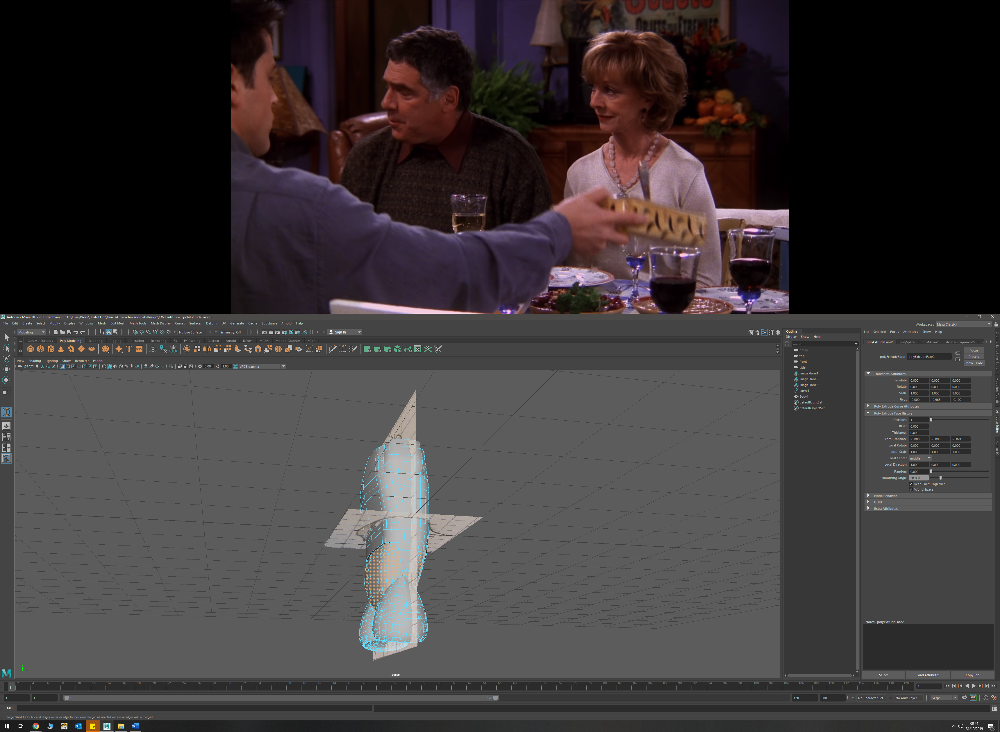 OBJETS
Autodesk Maya 2019 - Student Version: D:\Files\Work\Bristol Uni\Year 3\Character-and-Set-Design\CW1.mb* --- polyExtrudeFace2...
File Edit Create Select Modify Display Windows Mesh Edit Mesh Mesh Tools Mesh Display Curves Surfaces Deform UV Generate Cache Substance Arnold Help
Workspace : Maya Classic*
Modeling No Live Surface Symmetry: Off Sign In
Curves / Surfaces Poly Modeling Sculpting Rigging Animation Rendering FX FX Caching Custom Arnold Bifrost MASH Motion Graphics XGen
T SVG 0,0,0
View Shading Lighting Show Renderer Panels
0.00 1.00 sRGB gamma
persp
Outliner
Display Show Help
Search...
persp
top
front
side
imagePlane1
imagePlane2
imagePlane3
curve1
Body1
defaultLightSet
defaultObjectSet
List Selected Focus Attributes Show Help
polyExtrudeFace2 polySplit4 polyMirror1 deleteComponent5 p
polyExtrudeFace: polyExtrudeFace2
Focus
Presets
Show Hide
Transform Attributes
Translate 0.000 0.000 0.000
Rotate 0.000 0.000 0.000
Scale 1.000 1.000 1.000
Pivot -0.000 -0.968 -0.109
Poly Extrude Curve Attributes
Poly Extrude Face History
Divisions 1
Offset 0.000
Thickness 0.000
Local Translate -0.000 -0.000 -0.024
Local Rotate 0.000 0.000 0.000
Local Scale 1.000 1.000 1.000
Local Center middle
Local Direction 1.000 0.000 0.000
Random 0.000
Smoothing Angle 30.000
Keep Faces Together
World Space
Node Behavior
UUID
Extra Attributes
Notes: polyExtrudeFace2
Select Load Attributes Copy Tab
Channel Box / Layer Editor
Modeling Toolkit
Attribute Editor
Human IK
1 2 4 6 8 10 12 14 16 18 20 22 24 26 28 30 32 34 36 38 40 42 44 46 48 50 52 54 56 58 60 62 64 66 68 70 72 74 76 78 80 82 84 86 88 90 92 94 96 98 100 102 104 106 108 110 112 114 116 118 120 1
1 1 1 120 120 200 No Character Set No Anim Layer 24 fps
MEL
Target Weld Tool: Click and drag a vertex or edge to the desired target. All selected vertices or edges will be merged.
00:44
31/10/2019